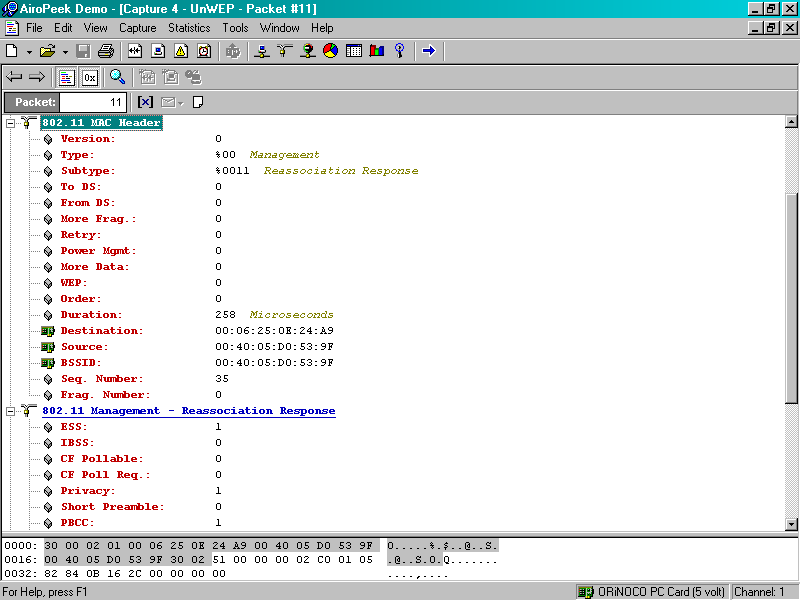 AiroPeek Demo - [Capture 4 - UnWEP - Packet #11]
File Edit View Capture Statistics Tools Window Help
0x
Packet: 11 [x]
802.11 MAC Header
Version: 0
Type: %00 Management
Subtype: %0011 Reassociation Response
To DS: 0
From DS: 0
More Frag.: 0
Retry: 0
Power Mgmt: 0
More Data: 0
WEP: 0
Order: 0
Duration: 258 Microseconds
Destination: 00:06:25:0E:24:A9
Source: 00:40:05:D0:53:9F
BSSID: 00:40:05:D0:53:9F
Seq. Number: 35
Frag. Number: 0
802.11 Management - Reassociation Response
ESS: 1
IBSS: 0
CF Pollable: 0
CF Poll Req.: 0
Privacy: 1
Short Preamble: 0
PBCC: 1
0000: 30 00 02 01 00 06 25 0E 24 A9 00 40 05 D0 53 9F 0.....%.$..@..S.
0016: 00 40 05 D0 53 9F 30 02 51 00 00 00 02 C0 01 05 .@..S.0.Q.......
0032: 82 84 0B 16 2C 00 00 00 00 ....,....
For Help, press F1 ORiNOCO PC Card (5 volt) Channel: 1